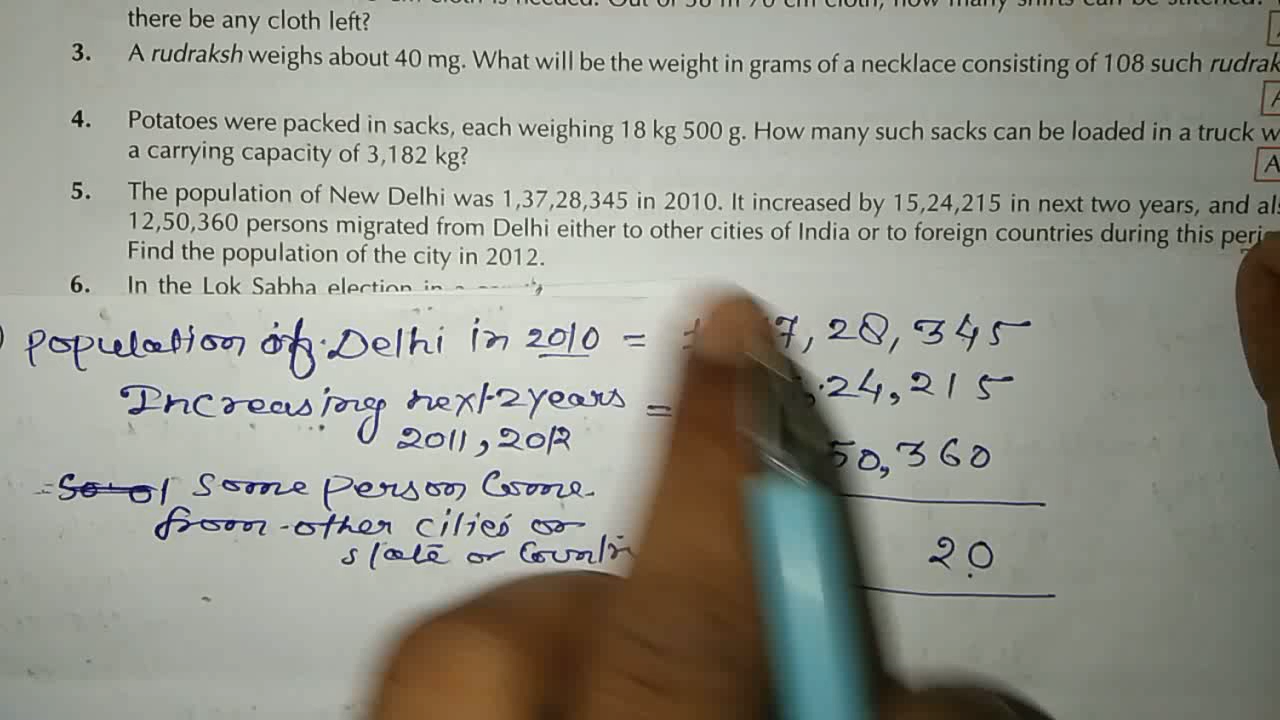 there be any cloth left?
3. A rudraksh weighs about 40 mg. What will be the weight in grams of a necklace consisting of 108 such
4. Potatoes were packed in sacks, each weighing 18 kg 500 g. How many such sacks can be loaded in a truck
a carrying capacity of 3,182 kg?
5. The population of New Delhi was 1,37,28,345 in 2010. It increased by 15,24,215 in next two years, and
12,50,360 persons migrated from Delhi either to other cities of India or to foreign countries during this
Find the population of the city in 2012.
6. In the Lok Sabha election in
Population of Delhi in 2010 = 7,28,345
Increasing next 2 years = 24,215
2011, 2012
50,360
some person come
from other cities or
state or
20